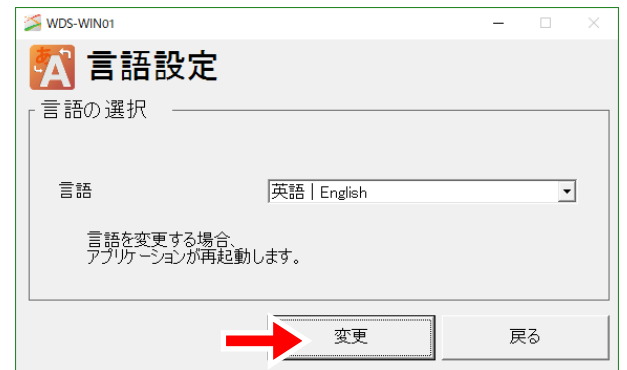 WDS-WIN01
あA 言語設定
言語の選択
言語 英語 | English
言語を変更する場合、
アプリケーションが再起動します。
変更 戻る